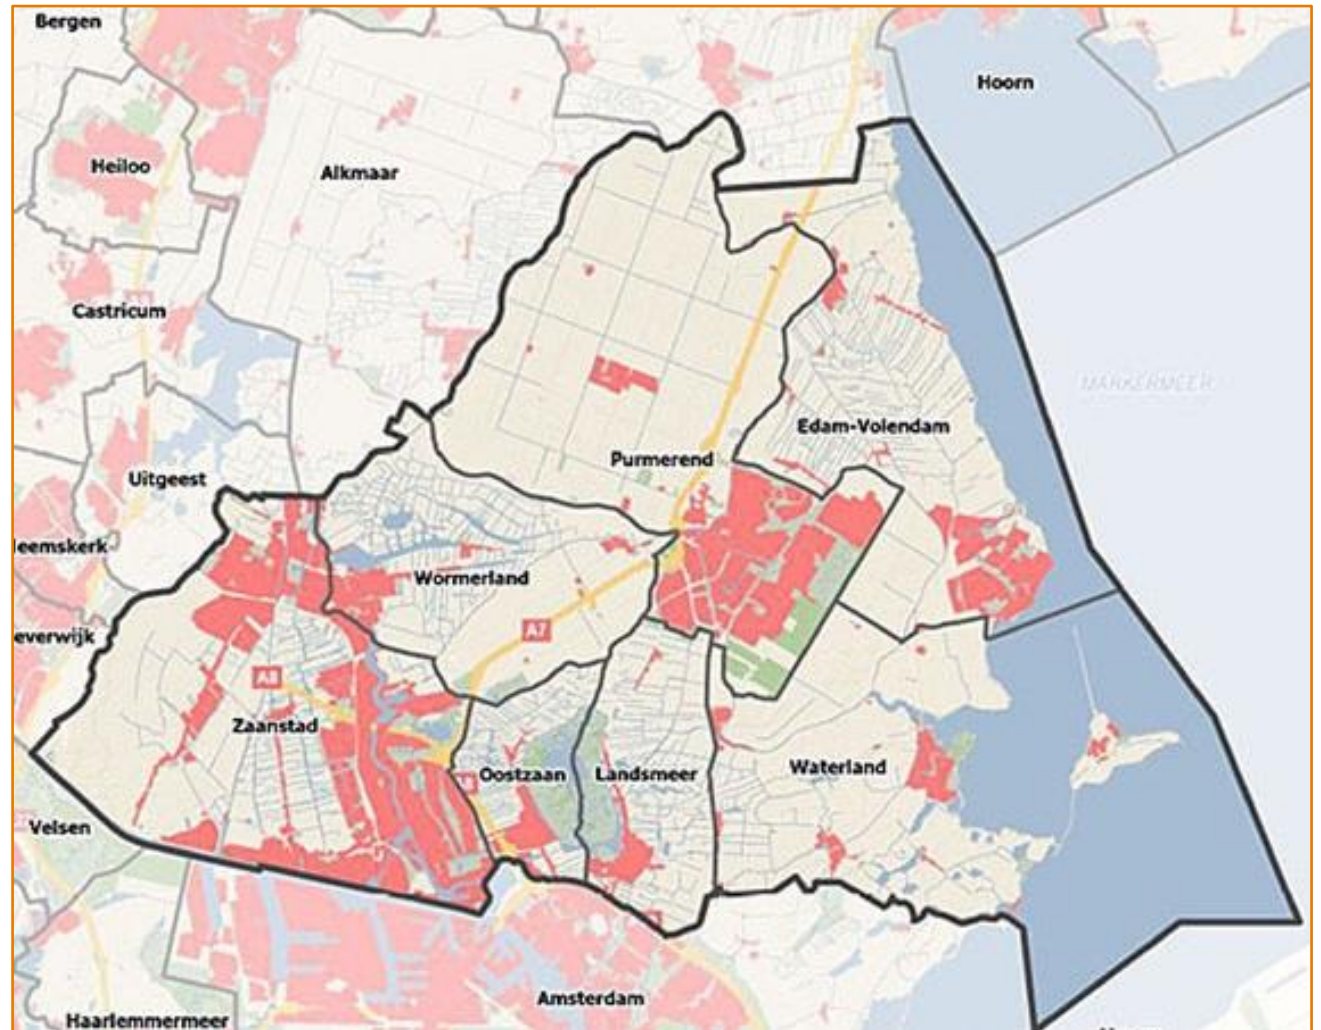 Bergen
Hoorn
Heiloo
Alkmaar
Castricum
MARKERMEER
Edam-Volendam
Purmerend
Uitgeest
leemskerk
Wormerland
A7
everwijk
A8
Zaanstad
Oostzaan
Landsmeer
Waterland
Velsen
Amsterdam
Haarlemmermeer